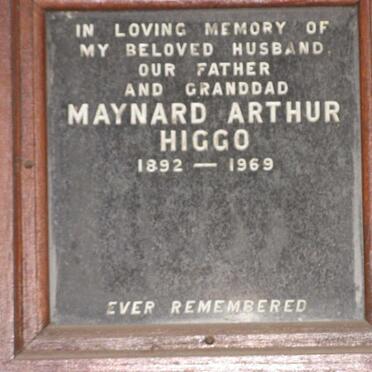 IN LOVING MEMORY OF
MY BELOVED HUSBAND,
OUR FATHER
AND GRANDDAD
MAYNARD ARTHUR
HIGGO
1892 — 1969
EVER REMEMBERED